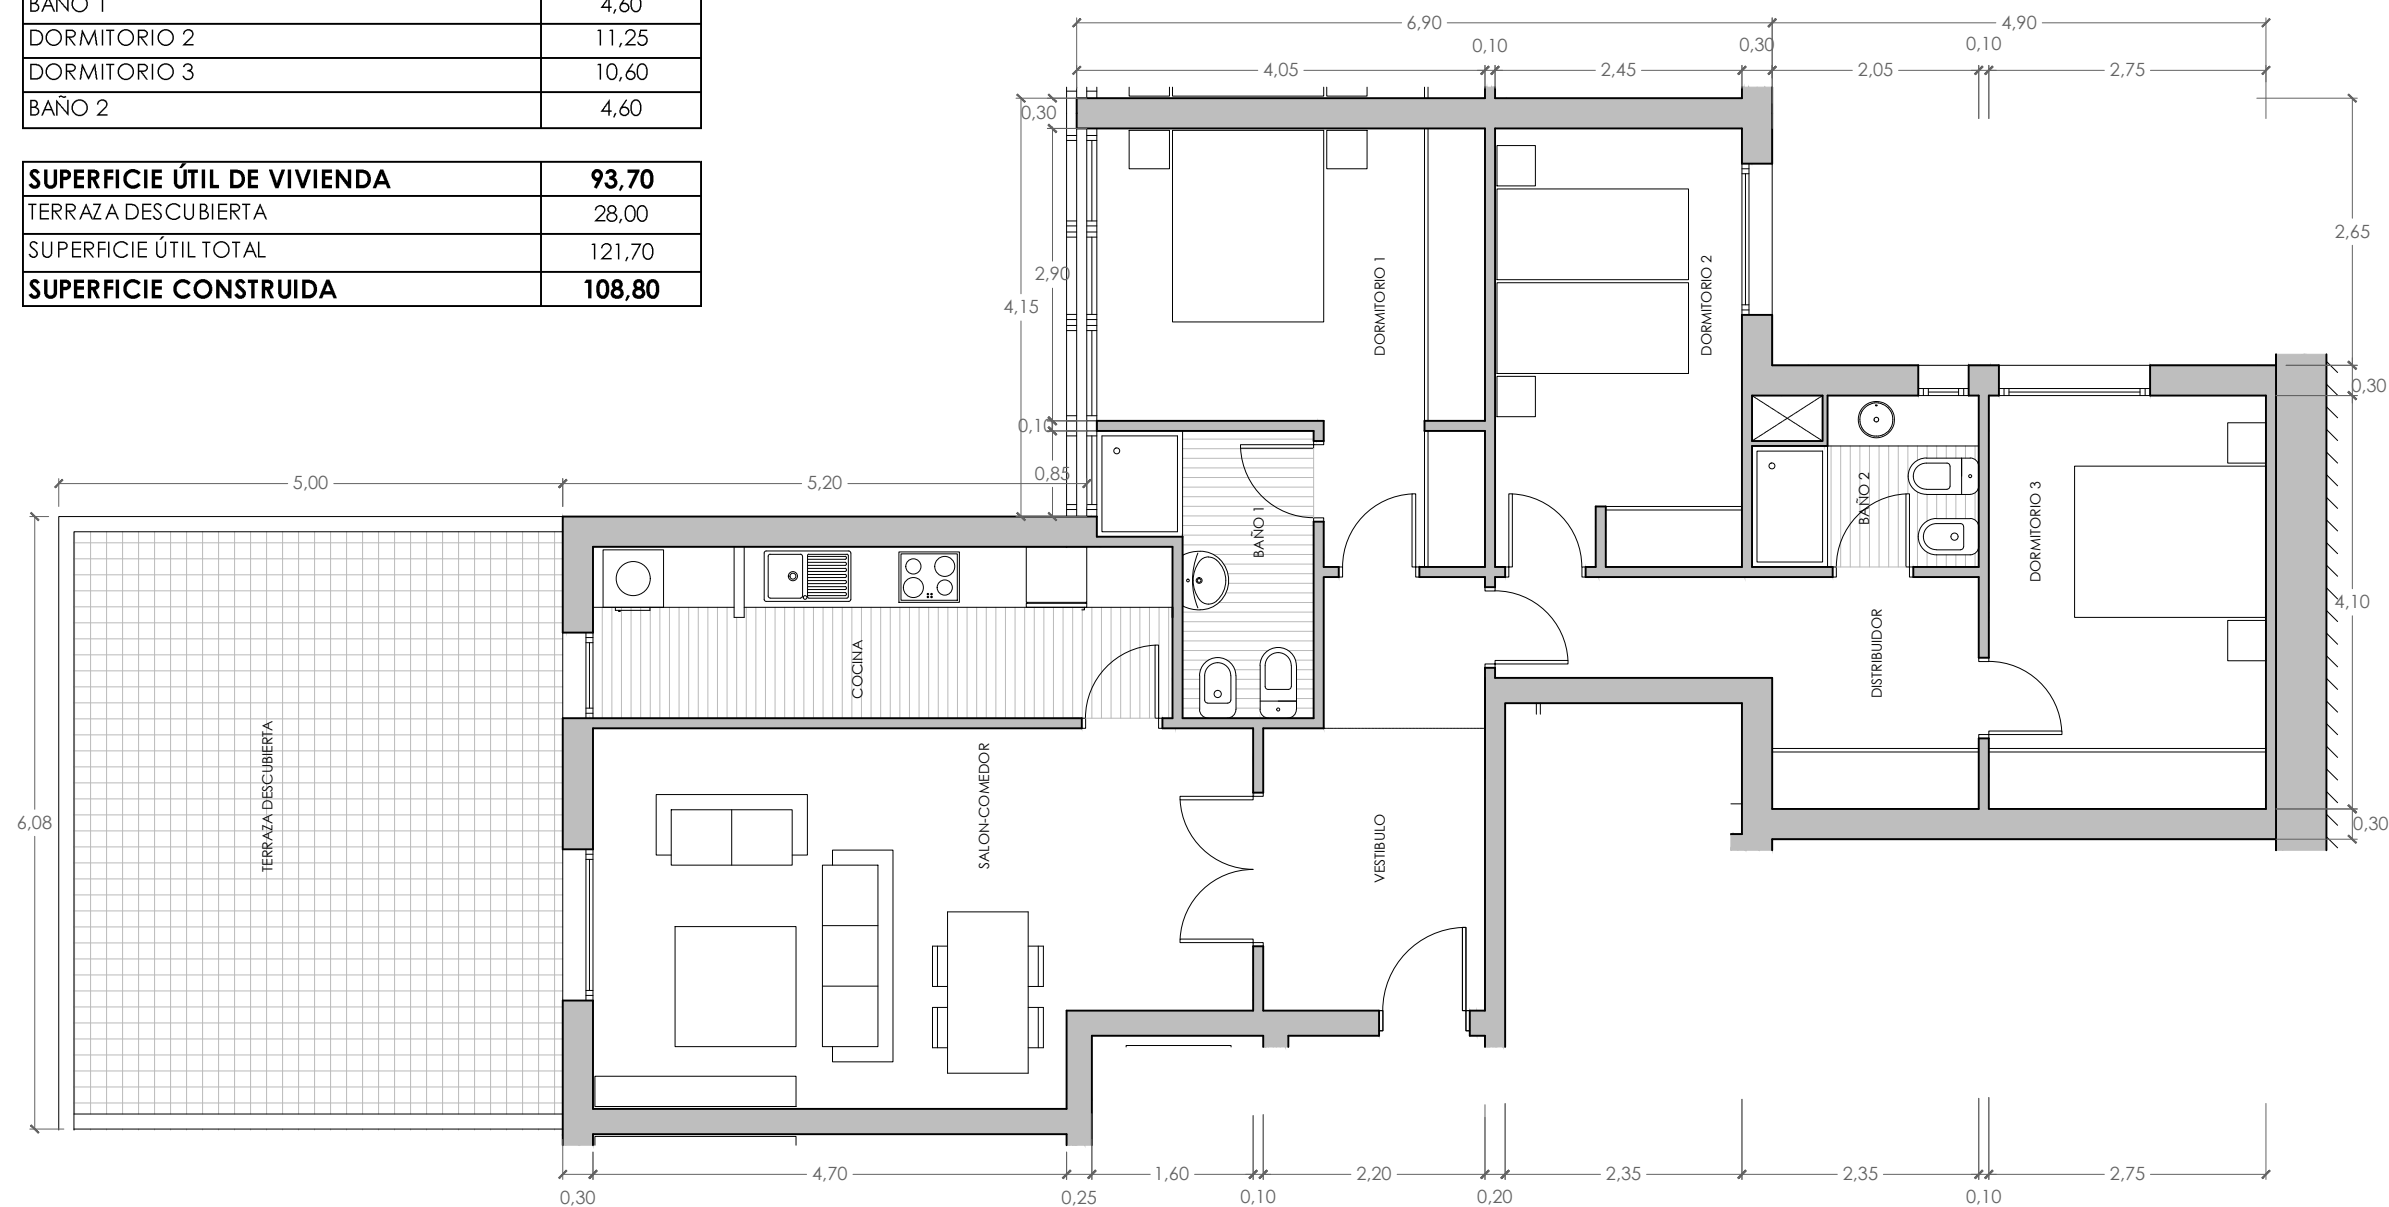 BAÑO 1 4,60
DORMITORIO 2 11,25
DORMITORIO 3 10,60
BAÑO 2 4,60
SUPERFICIE ÚTIL DE VIVIENDA 93,70
TERRAZA DESCUBIERTA 28,00
SUPERFICIE ÚTIL TOTAL 121,70
SUPERFICIE CONSTRUIDA 108,80
6,90 4,90
0,10 0,30 0,10
4,05 2,45 2,05 2,75
0,30
2,65
2,90
4,15
0,30
0,10
0,85
5,00 5,20
4,10
6,08
0,30
DORMITORIO 1
DORMITORIO 2
BAÑO 1
BAÑO 2
DORMITORIO 3
COCINA
DISTRIBUIDOR
TERRAZA DESCUBIERTA
SALON-COMEDOR
VESTIBULO
4,70 1,60 2,20 2,35 2,35 2,75
0,30 0,25 0,10 0,20 0,10